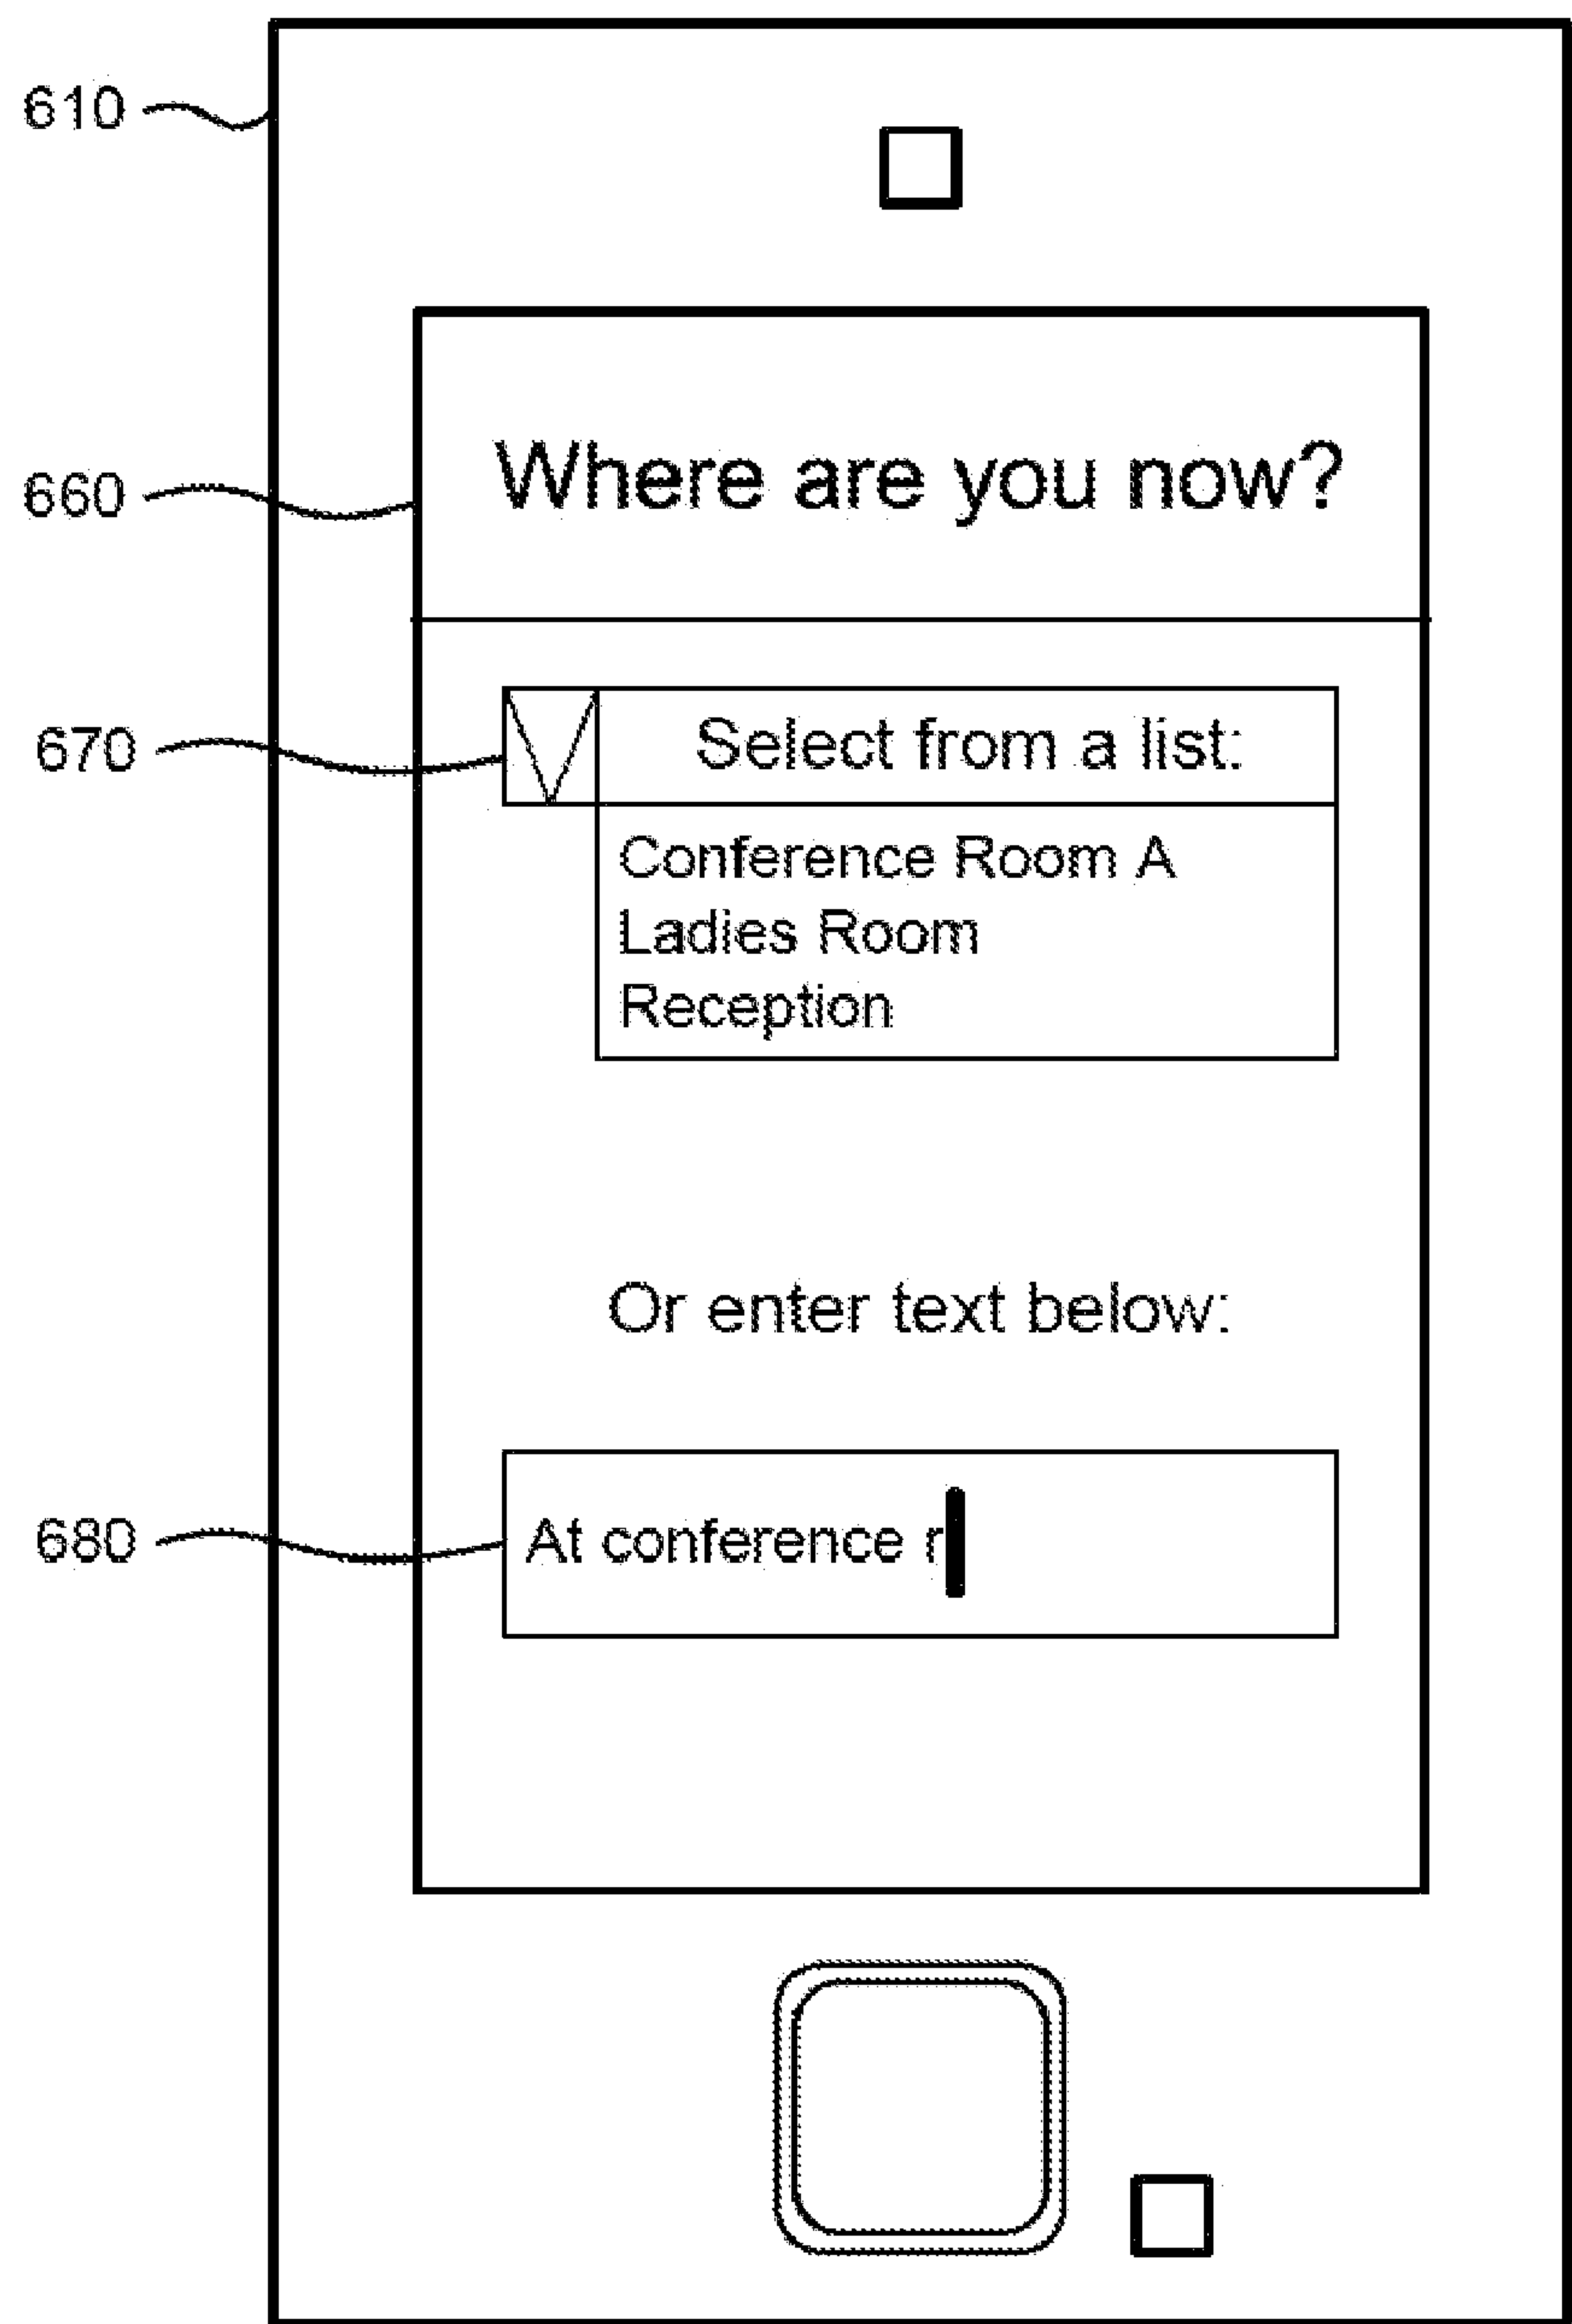 610
660
Where are you now?
670
Select from a list:
Conference Room A
Ladies Room
Reception
Or enter text below:
680
At conference r